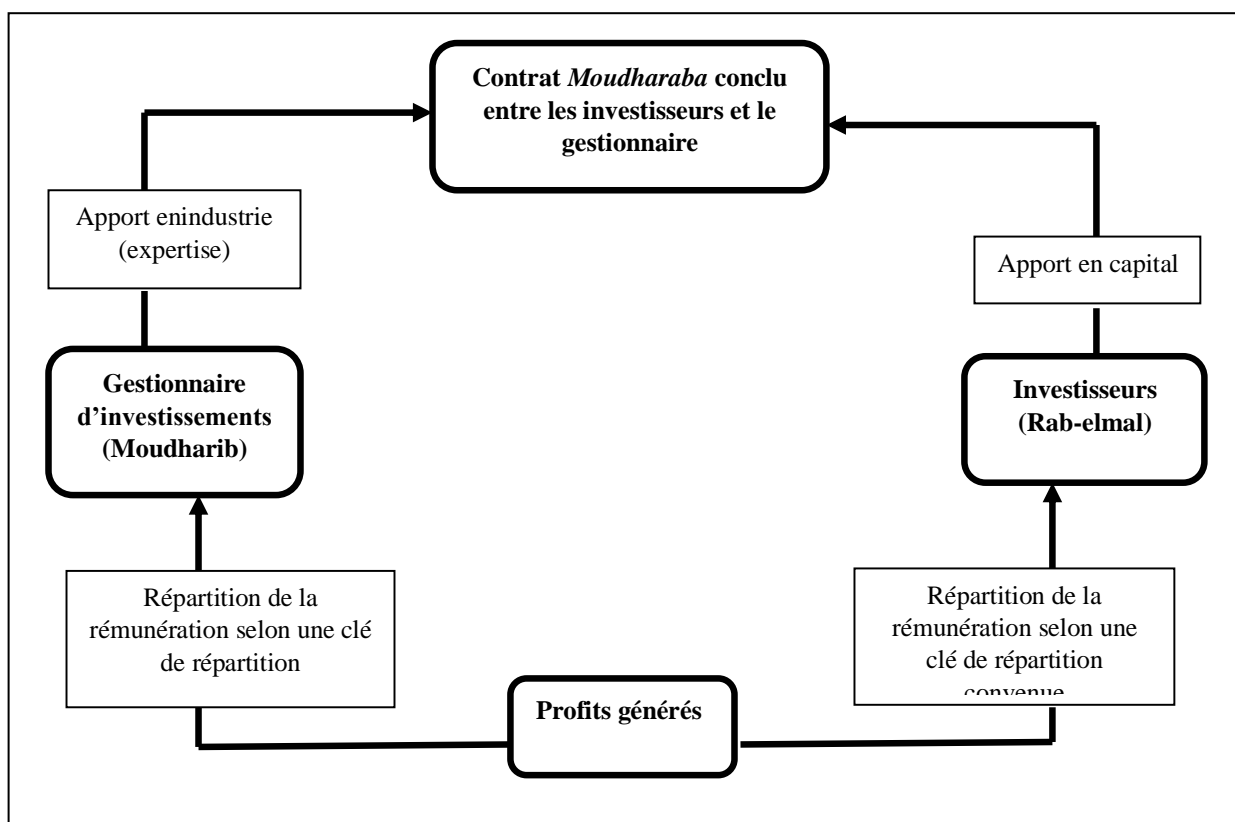 Contrat Moudharaba conclu
entre les investisseurs et le
gestionnaire
Apport enindustrie
(expertise)
Apport en capital
Gestionnaire
d’investissements
(Moudharib)
Investisseurs
(Rab-elmal)
Répartition de la
rémunération selon une clé
de répartition
Répartition de la
rémunération selon une
clé de répartition
convenue
Profits générés